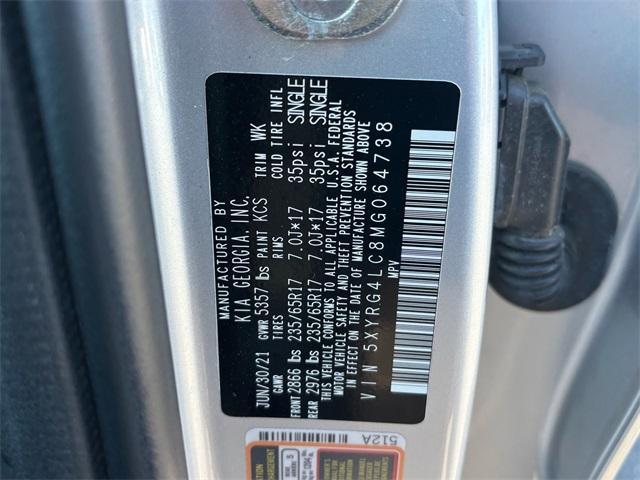 MANUFACTURED BY
KIA GEORGIA, INC.
JUN/30/21 GVWR 5357 lbs PAINT KCS TRIM WK
GAWR TIRES RIMS COLD TIRE INFL
FRONT 2866 lbs 235/65R17 7.0J*17 35psi SINGLE
REAR 2976 lbs 235/65R17 7.0J*17 35psi SINGLE
THIS VEHICLE CONFORMS TO ALL APPLICABLE U.S.A. FEDERAL
MOTOR VEHICLE SAFETY AND THEFT PREVENTION STANDARDS
IN EFFECT ON THE DATE OF MANUFACTURE SHOWN ABOVE
VIN 5XYRG4LC8MG064738
MPV
512A